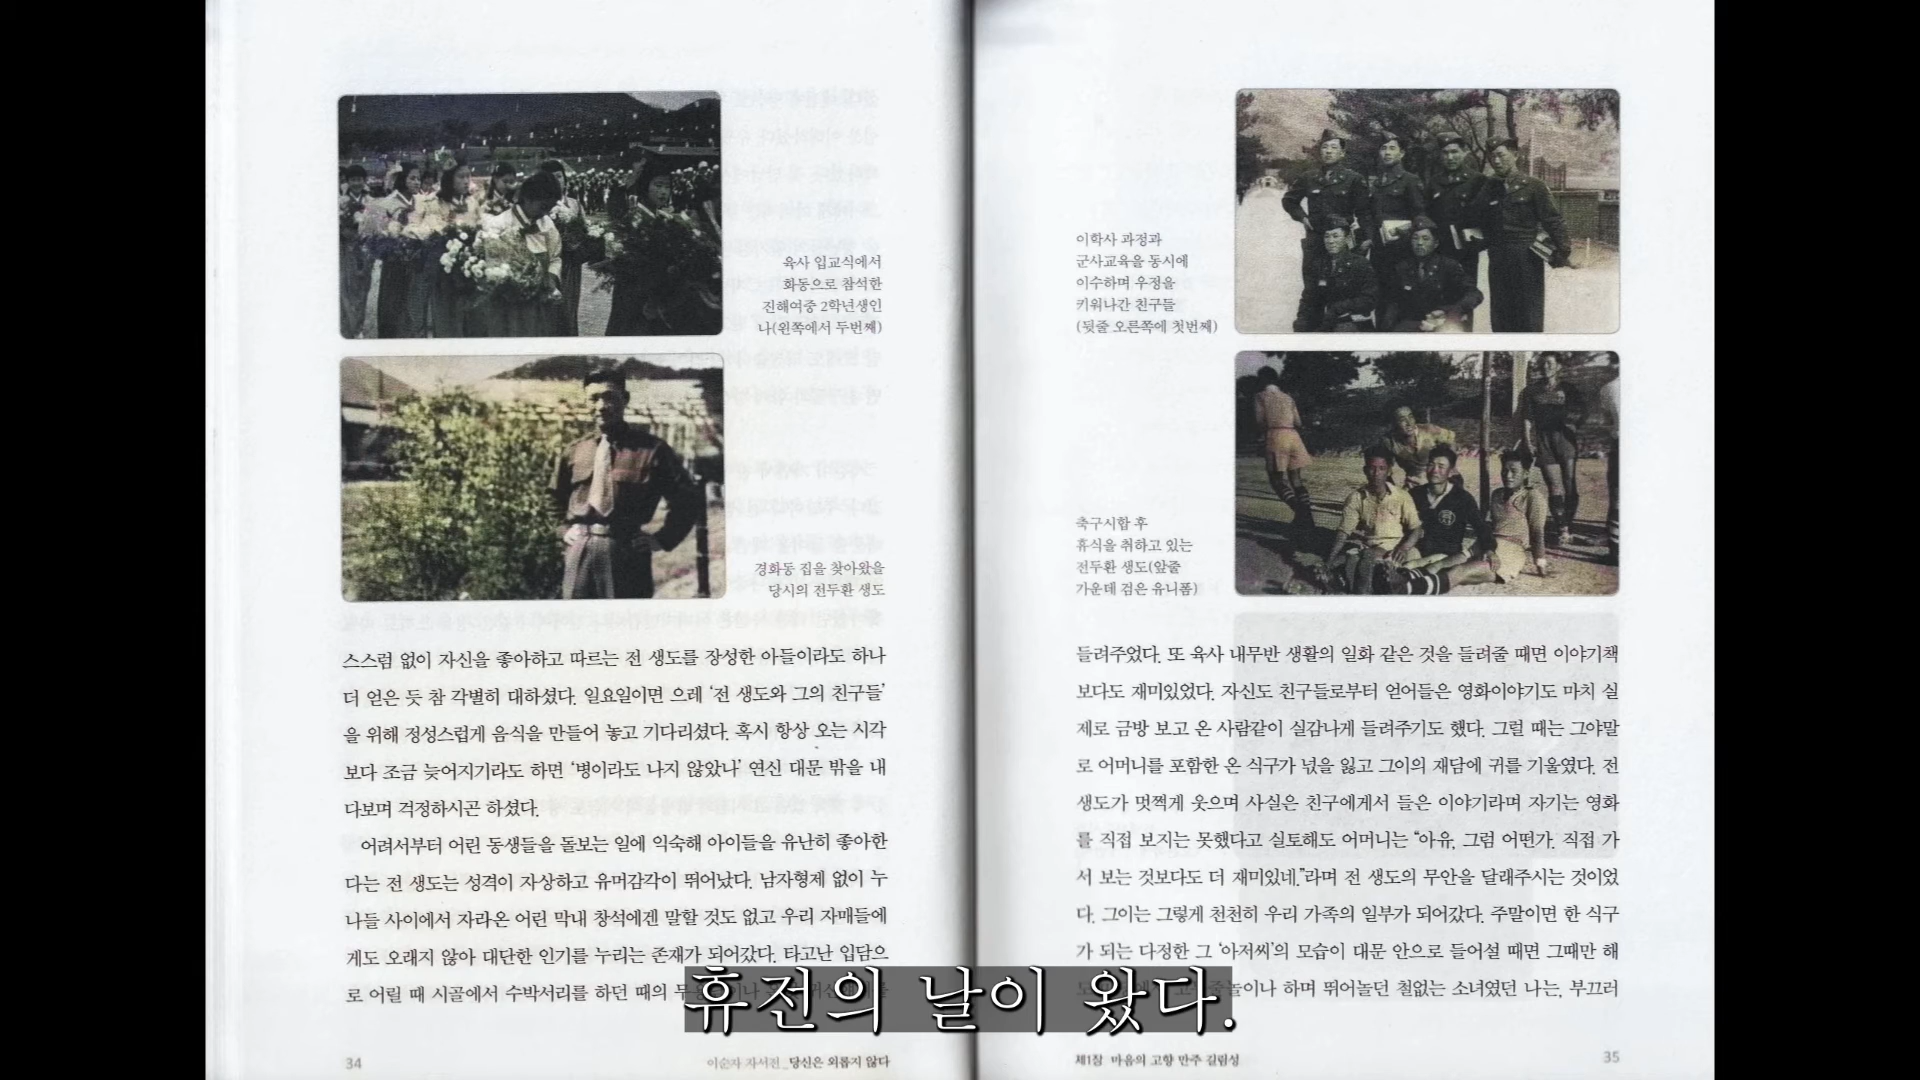 육사 입교식에서
화동으로 참석한
진해여중 2학년생인
나(왼쪽에서 두번째)
경화동 집을 찾아왔을
당시의 전두환 생도
스스럼 없이 자신을 좋아하고 따르는 전 생도를 장성한 아들이라도 하나
더 얻은 듯 참 각별히 대하셨다. 일요일이면 으레 ‘전 생도와 그의 친구들’
을 위해 정성스럽게 음식을 만들어 놓고 기다리셨다. 혹시 항상 오는 시각
보다 조금 늦어지기라도 하면 ‘병이라도 나지 않았나’ 연신 대문 밖을 내
다보며 걱정하시곤 하셨다.
어려서부터 어린 동생들을 돌보는 일에 익숙해 아이들을 유난히 좋아한
다는 전 생도는 성격이 자상하고 유머감각이 뛰어났다. 남자형제 없이 누
나들 사이에서 자라온 어린 막내 창석에겐 말할 것도 없고 우리 자매들에
게도 오래지 않아 대단한 인기를 누리는 존재가 되어갔다. 타고난 입담으
로 어릴 때 시골에서 수박서리를 하던 때의
34
이순자 자서전_당신은 외롭지 않다
이학사 과정과
군사교육을 동시에
이수하며 우정을
키워나간 친구들
(뒷줄 오른쪽에 첫번째)
축구시합 후
휴식을 취하고 있는
전두환 생도(앞줄
가운데 검은 유니폼)
들려주었다. 또 육사 내무반 생활의 일화 같은 것을 들려줄 때면 이야기책
보다도 재미있었다. 자신도 친구들로부터 얻어들은 영화이야기도 마치 실
제로 금방 보고 온 사람같이 실감나게 들려주기도 했다. 그럴 때는 그야말
로 어머니를 포함한 온 식구가 넋을 잃고 그이의 재담에 귀를 기울였다. 전
생도가 멋쩍게 웃으며 사실은 친구에게서 들은 이야기라며 자기는 영화
를 직접 보지는 못했다고 실토해도 어머니는 “아유, 그럼 어떤가. 직접 가
서 보는 것보다도 더 재미있네.”라며 전 생도의 무안을 달래주시는 것이었
다. 그이는 그렇게 천천히 우리 가족의 일부가 되어갔다. 주말이면 한 식구
가 되는 다정한 그 ‘아저씨’의 모습이 대문 안으로 들어설 때면 그때만 해
하며 뛰어놀던 철없는 소녀였던 나는, 부끄러
제1장 마음의 고향 만주 길림성
35
휴전의 날이 왔다.